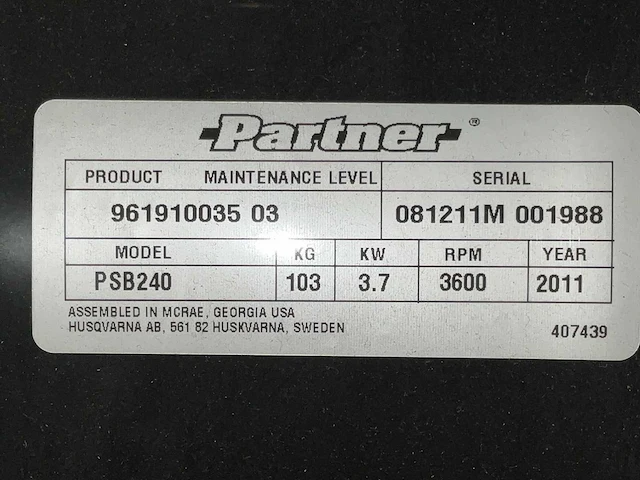 Partner®
PRODUCT MAINTENANCE LEVEL SERIAL
961910035 03 081211M 001988
MODEL KG KW RPM YEAR
PSB240 103 3.7 3600 2011
ASSEMBLED IN MCRAE, GEORGIA USA
HUSQVARNA AB, 561 82 HUSKVARNA, SWEDEN
407439